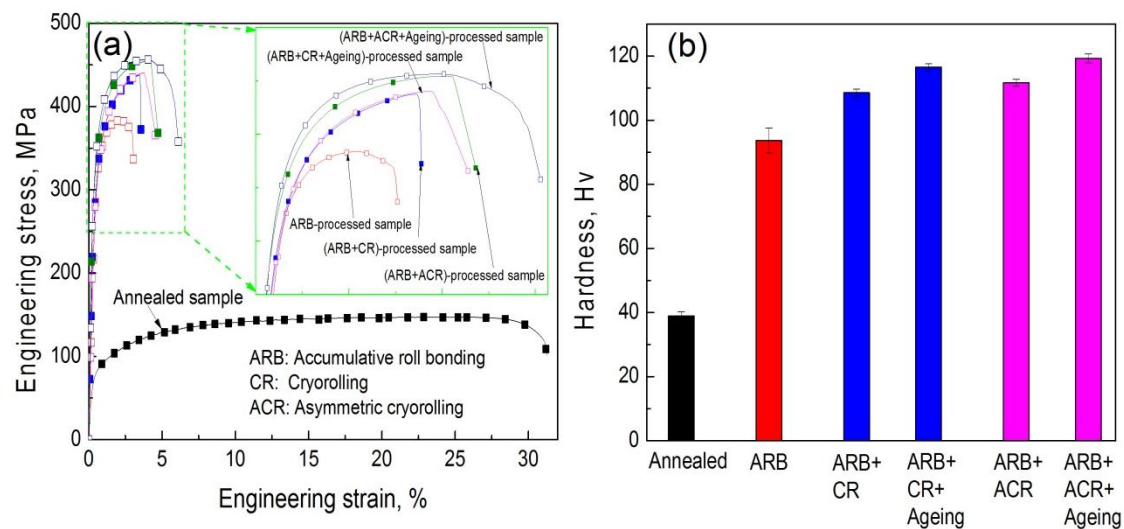 (a)
Engineering stress, MPa
500
400
300
200
100
0
(ARB+ACR+Ageing)-processed sample
(ARB+CR+Ageing)-processed sample
ARB-processed sample
(ARB+CR)-processed sample
(ARB+ACR)-processed sample
Annealed sample
ARB: Accumulative roll bonding
CR: Cryorolling
ACR: Asymmetric cryorolling
0 5 10 15 20 25 30
Engineering strain, %
(b)
Hardness, Hv
120
100
80
60
40
20
0
Annealed ARB ARB+ ARB+ ARB+ ARB+
CR CR+ ACR ACR+
Ageing Ageing